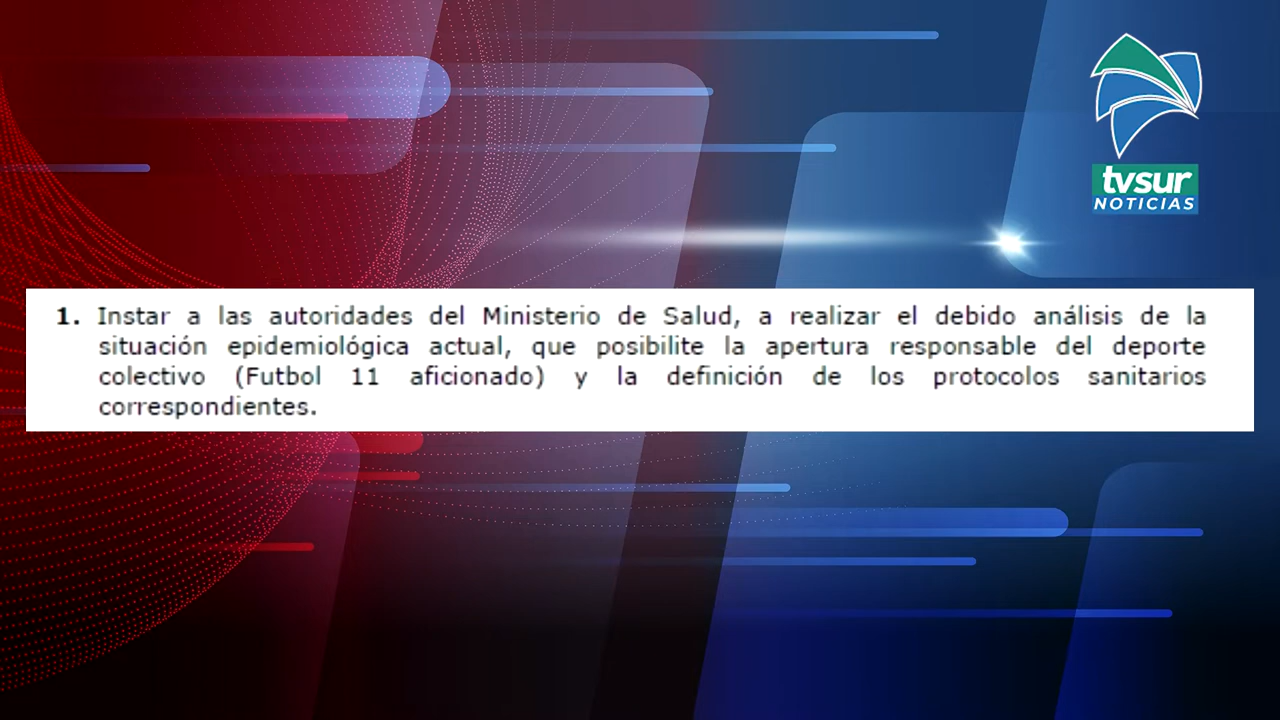 tvsur
NOTICIAS
1. Instar a las autoridades del Ministerio de Salud, a realizar el debido análisis de la
situación epidemiológica actual, que posibilite la apertura responsable del deporte
colectivo (Futbol 11 aficionado) y la definición de los protocolos sanitarios
correspondientes.